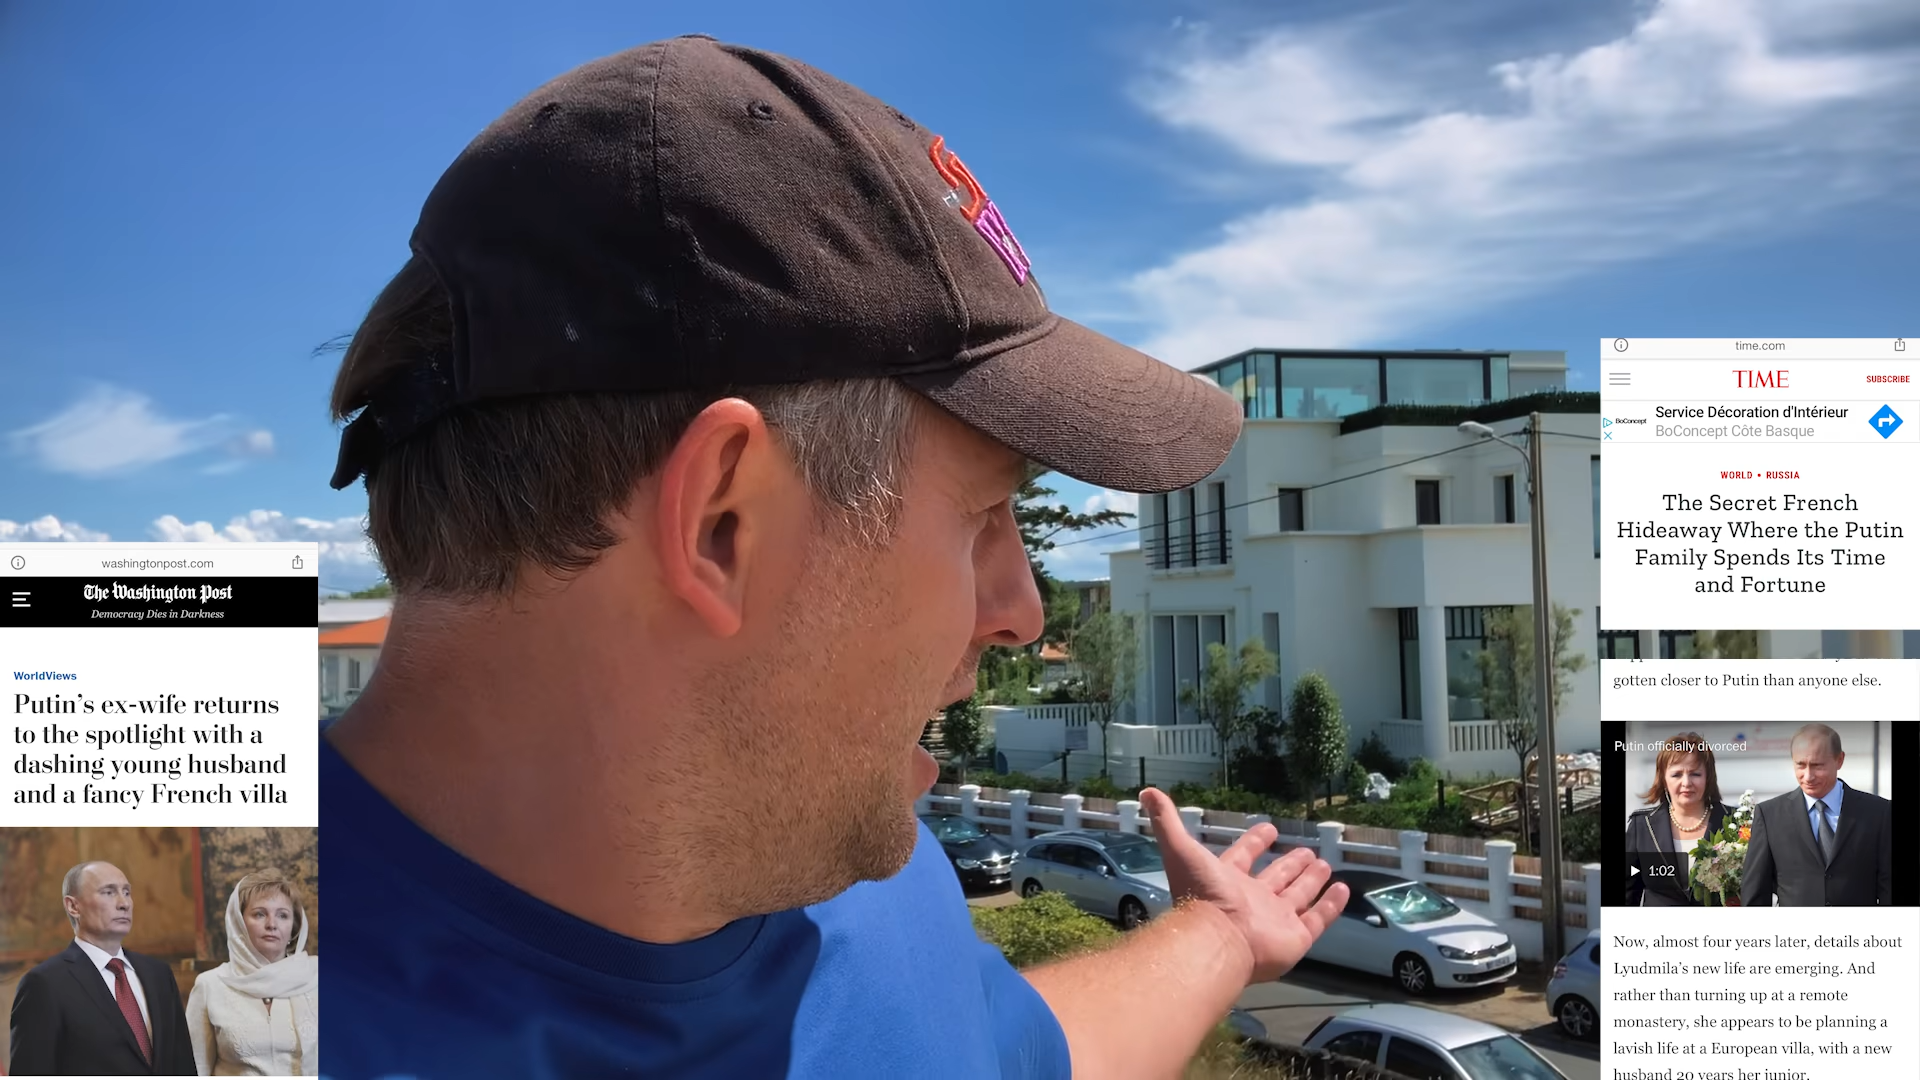 washingtonpost.com
The Washington Post
Democracy Dies in Darkness
WorldViews
Putin's ex-wife returns
to the spotlight with a
dashing young husband
and a fancy French villa
time.com
TIME
SUBSCRIBE
BoConcept
Service Décoration d'Intérieur
BoConcept Côte Basque
WORLD • RUSSIA
The Secret French
Hideaway Where the Putin
Family Spends Its Time
and Fortune
gotten closer to Putin than anyone else.
Putin officially divorced
1:02
Now, almost four years later, details about
Lyudmila's new life are emerging. And
rather than turning up at a remote
monastery, she appears to be planning a
lavish life at a European villa, with a new
husband 20 years her junior.